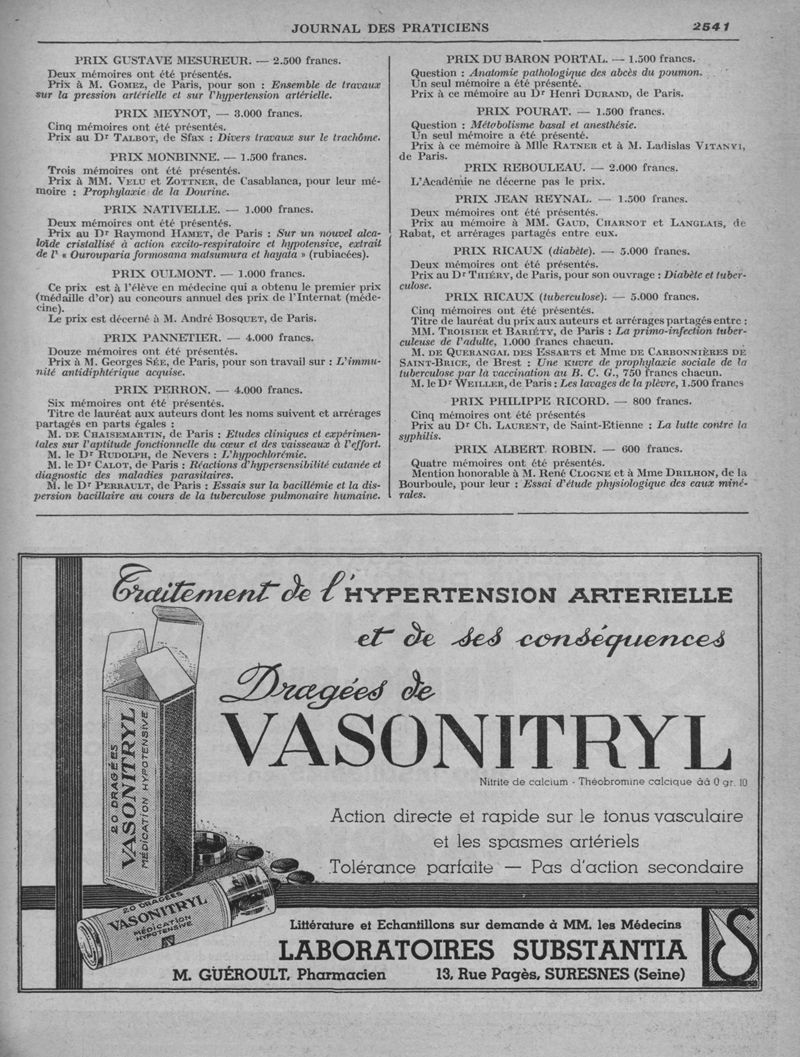 JOURNAL DES PRATICIENS
2541
PRIX GUSTAVE MESUREUR. — 2.500 francs.
Deux mémoires ont été présentés.
Prix à M. GOMEZ, de Paris, pour son : Ensemble de travaux
sur la pression artérielle et sur l'hypertension artérielle.
PRIX MEYNOT, — 3.000 francs.
Cinq mémoires ont été présentés.
Prix au Dr TALBOT, de Sfax : Divers travaux sur le trachôme.
PRIX MONBINNE. — 1.500 francs.
Trois mémoires ont été présentés.
Prix à MM. VELU et ZOTTNER, de Casablanca, pour leur mé-
moire : Prophylaxie de la Dourine.
PRIX NATIVELLE. — 1.000 francs.
Deux mémoires ont été présentés.
Prix au Dr Raymond HAMET, de Paris : Sur un nouvel alca-
loïde cristallisé à action excito-respiratoire et hypotensive, extrait
de l' « Ourouparia formosana matsumura et hayata » (rubiacées).
PRIX OULMONT. — 1.000 francs.
Ce prix est à l'élève en médecine qui a obtenu le premier prix
(médaille d'or) au concours annuel des prix de l'Internat (méde-
cine).
Le prix est décerné à M. André BOSQUET, de Paris.
PRIX PANNETIER. — 4.000 francs.
Douze mémoires ont été présentés.
Prix à M. Georges SÉE, de Paris, pour son travail sur : L'immu-
nité antidiphtérique acquise.
PRIX PERRON. — 4.000 francs.
Six mémoires ont été présentés.
Titre de lauréat aux auteurs dont les noms suivent et arrérages
partagés en parts égales :
M. DE CHAISEMARTIN, de Paris : Etudes cliniques et expérimen-
tales sur l'aptitude fonctionnelle du cœur et des vaisseaux à l'effort.
M. le Dr RUDOLPH, de Nevers : L'hypochlorémie.
M. le Dr CALOT, de Paris : Réactions d'hypersensibilité cutanée et
diagnostic des maladies parasitaires.
M. le Dr PERRAULT, de Paris : Essais sur la bacillémie et la dis-
persion bacillaire au cours de la tuberculose pulmonaire humaine.
PRIX DU BARON PORTAL. — 1.500 francs.
Question : Anatomie pathologique des abcès du poumon.
Un seul mémoire a été présenté.
Prix à ce mémoire au Dr Henri DURAND, de Paris.
PRIX POURAT. — 1.500 francs.
Question : Métobolisme basal et anesthésie.
Un seul mémoire a été présenté.
Prix à ce mémoire à Mlle RATNER et à M. Ladislas VITANYI,
de Paris.
PRIX REBOULEAU. — 2.000 francs.
L'Académie ne décerne pas le prix.
PRIX JEAN REYNAL. — 1.500 francs.
Deux mémoires ont été présentés.
Prix au mémoire à MM. GAUD, CHARNOT et LANGLAIS, de
Rabat, et arrérages partagés entre eux.
PRIX RICAUX (diabète). — 5.000 francs.
Deux mémoires ont été présentés.
Prix au Dr THIÉRY, de Paris, pour son ouvrage : Diabète et tuber-
culose.
PRIX RICAUX (tuberculose). — 5.000 francs.
Cinq mémoires ont été présentés.
Titre de lauréat du prix aux auteurs et arrérages partagés entre :
MM. TROISIER et BARIÉTY, de Paris : La primo-infection tuber-
culeuse de l'adulte, 1.000 francs chacun.
M. DE QUERANGAL DES ESSARTS et Mme DE CARBONNIÈRES DE
SAINT-BRICE, de Brest : Une œuvre de prophylaxie sociale de la
tuberculose par la vaccination au B. C. G., 750 francs chacun.
M. le Dr WEILLER, de Paris : Les lavages de la plèvre, 1.500 francs
PRIX PHILIPPE RICORD. — 800 francs.
Cinq mémoires ont été présentés
Prix au Dr Ch. LAURENT, de Saint-Etienne : La lutte contre la
syphilis.
PRIX ALBERT ROBIN. — 600 francs.
Quatre mémoires ont été présentés.
Mention honorable à M. René CLOGNE et à Mme DRILHON, de la
Bourboule, pour leur : Essai d'étude physiologique des eaux miné-
rales.
Traitement de l'HYPERTENSION ARTERIELLE
et de ses conséquences
Dragées de
VASONITRYL
Nitrite de calcium - Théobromine calcique ââ 0 gr. 10
Action directe et rapide sur le tonus vasculaire
et les spasmes artériels
Tolérance parfaite — Pas d'action secondaire
20 DRAGÉES
VASONITRYL
MÉDICATION HYPOTENSIVE
20 DRAGÉES
VASONITRYL
MÉDICATION
HYPOTENSIVE
Littérature et Echantillons sur demande à MM. les Médecins
LABORATOIRES SUBSTANTIA
M. GUÉROULT, Pharmacien 13, Rue Pagès, SURESNES (Seine)